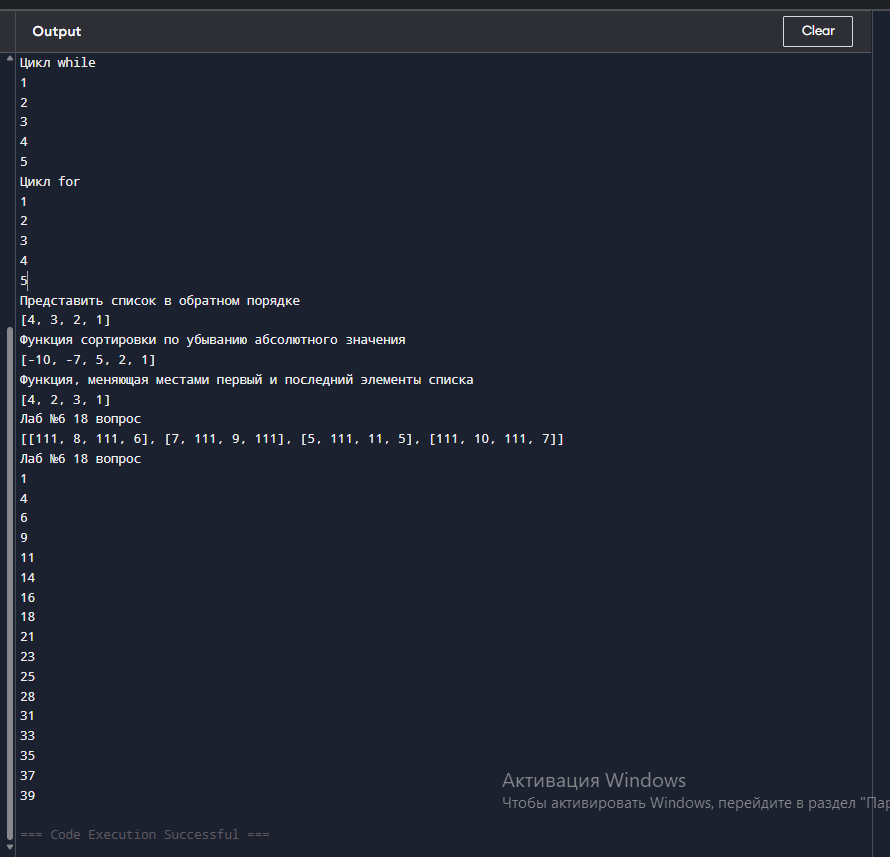 Output
Clear
Цикл while
1
2
3
4
5
Цикл for
1
2
3
4
5
Представить список в обратном порядке
[4, 3, 2, 1]
Функция сортировки по убыванию абсолютного значения
[-10, -7, 5, 2, 1]
Функция, меняющая местами первый и последний элементы списка
[4, 2, 3, 1]
Лаб №6 18 вопрос
[[111, 8, 111, 6], [7, 111, 9, 111], [5, 111, 11, 5], [111, 10, 111, 7]]
Лаб №6 18 вопрос
1
4
6
9
11
14
16
18
21
23
25
28
31
33
35
37
39
Активация Windows
Чтобы активировать Windows, перейдите в раздел "Пар
=== Code Execution Successful ===